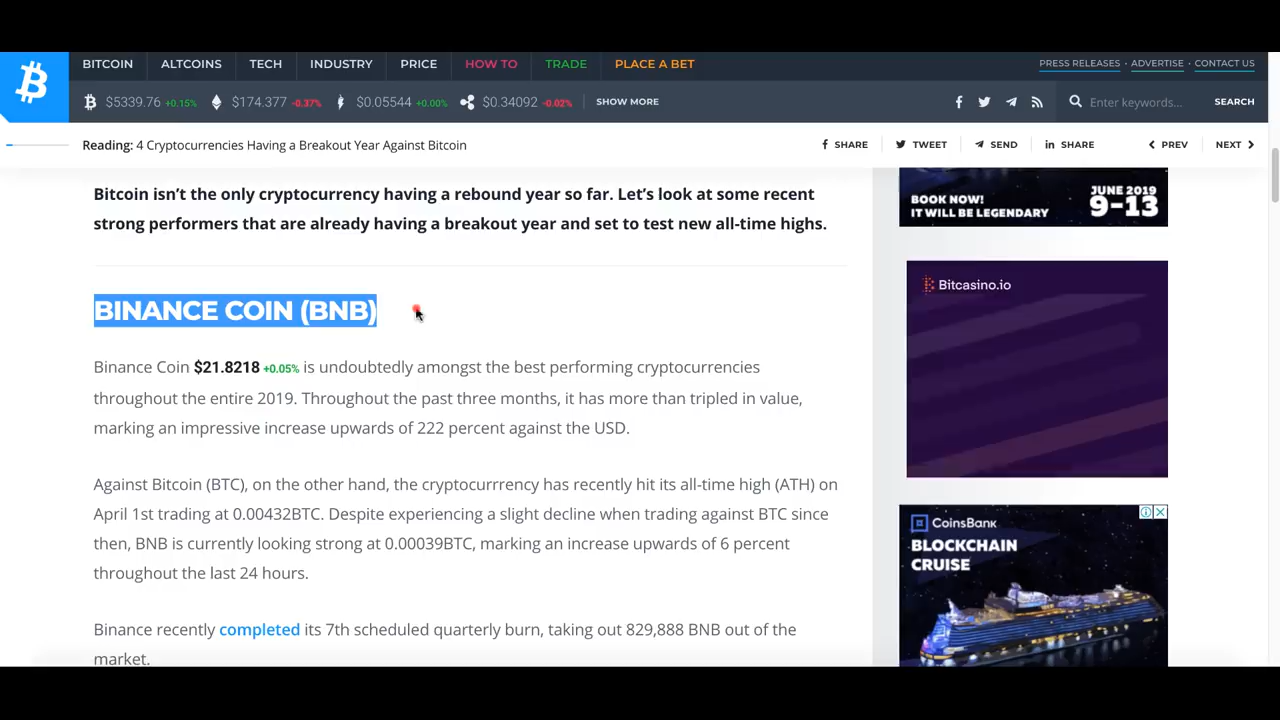 BITCOIN ALTCOINS TECH INDUSTRY PRICE HOW TO TRADE PLACE A BET PRESS RELEASES · ADVERTISE · CONTACT US
$5339.76 +0.15% $174.377 -0.37% $0.05544 +0.00% $0.34092 -0.02% SHOW MORE Enter keywords... SEARCH
Reading: 4 Cryptocurrencies Having a Breakout Year Against Bitcoin SHARE TWEET SEND SHARE PREV NEXT
Bitcoin isn’t the only cryptocurrency having a rebound year so far. Let’s look at some recent
strong performers that are already having a breakout year and set to test new all-time highs.
BINANCE COIN (BNB)
Binance Coin $21.8218 +0.05% is undoubtedly amongst the best performing cryptocurrencies
throughout the entire 2019. Throughout the past three months, it has more than tripled in value,
marking an impressive increase upwards of 222 percent against the USD.
Against Bitcoin (BTC), on the other hand, the cryptocurrrency has recently hit its all-time high (ATH) on
April 1st trading at 0.00432BTC. Despite experiencing a slight decline when trading against BTC since
then, BNB is currently looking strong at 0.00039BTC, marking an increase upwards of 6 percent
throughout the last 24 hours.
Binance recently completed its 7th scheduled quarterly burn, taking out 829,888 BNB out of the
market.
BOOK NOW!
IT WILL BE LEGENDARY
JUNE 2019
9-13
Bitcasino.io
COINSBANK
BLOCKCHAIN
CRUISE